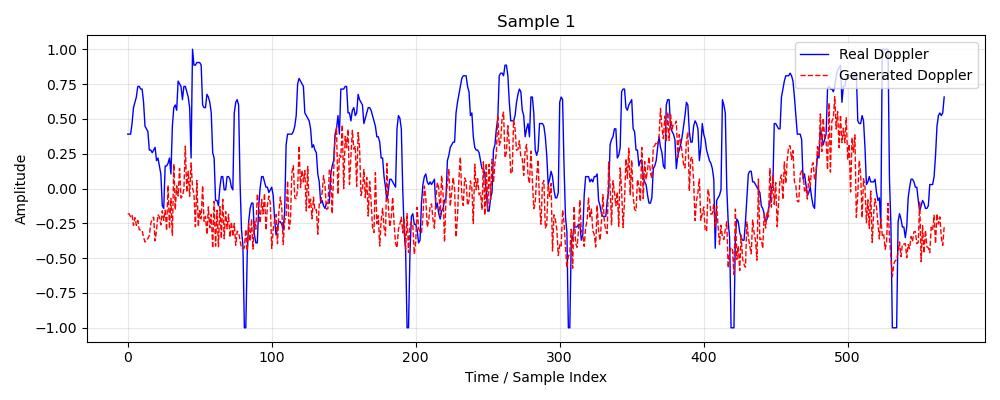 Sample 1
Real Doppler
Generated Doppler
Amplitude
1.00
0.75
0.50
0.25
0.00
−0.25
−0.50
−0.75
−1.00
0 100 200 300 400 500
Time / Sample Index